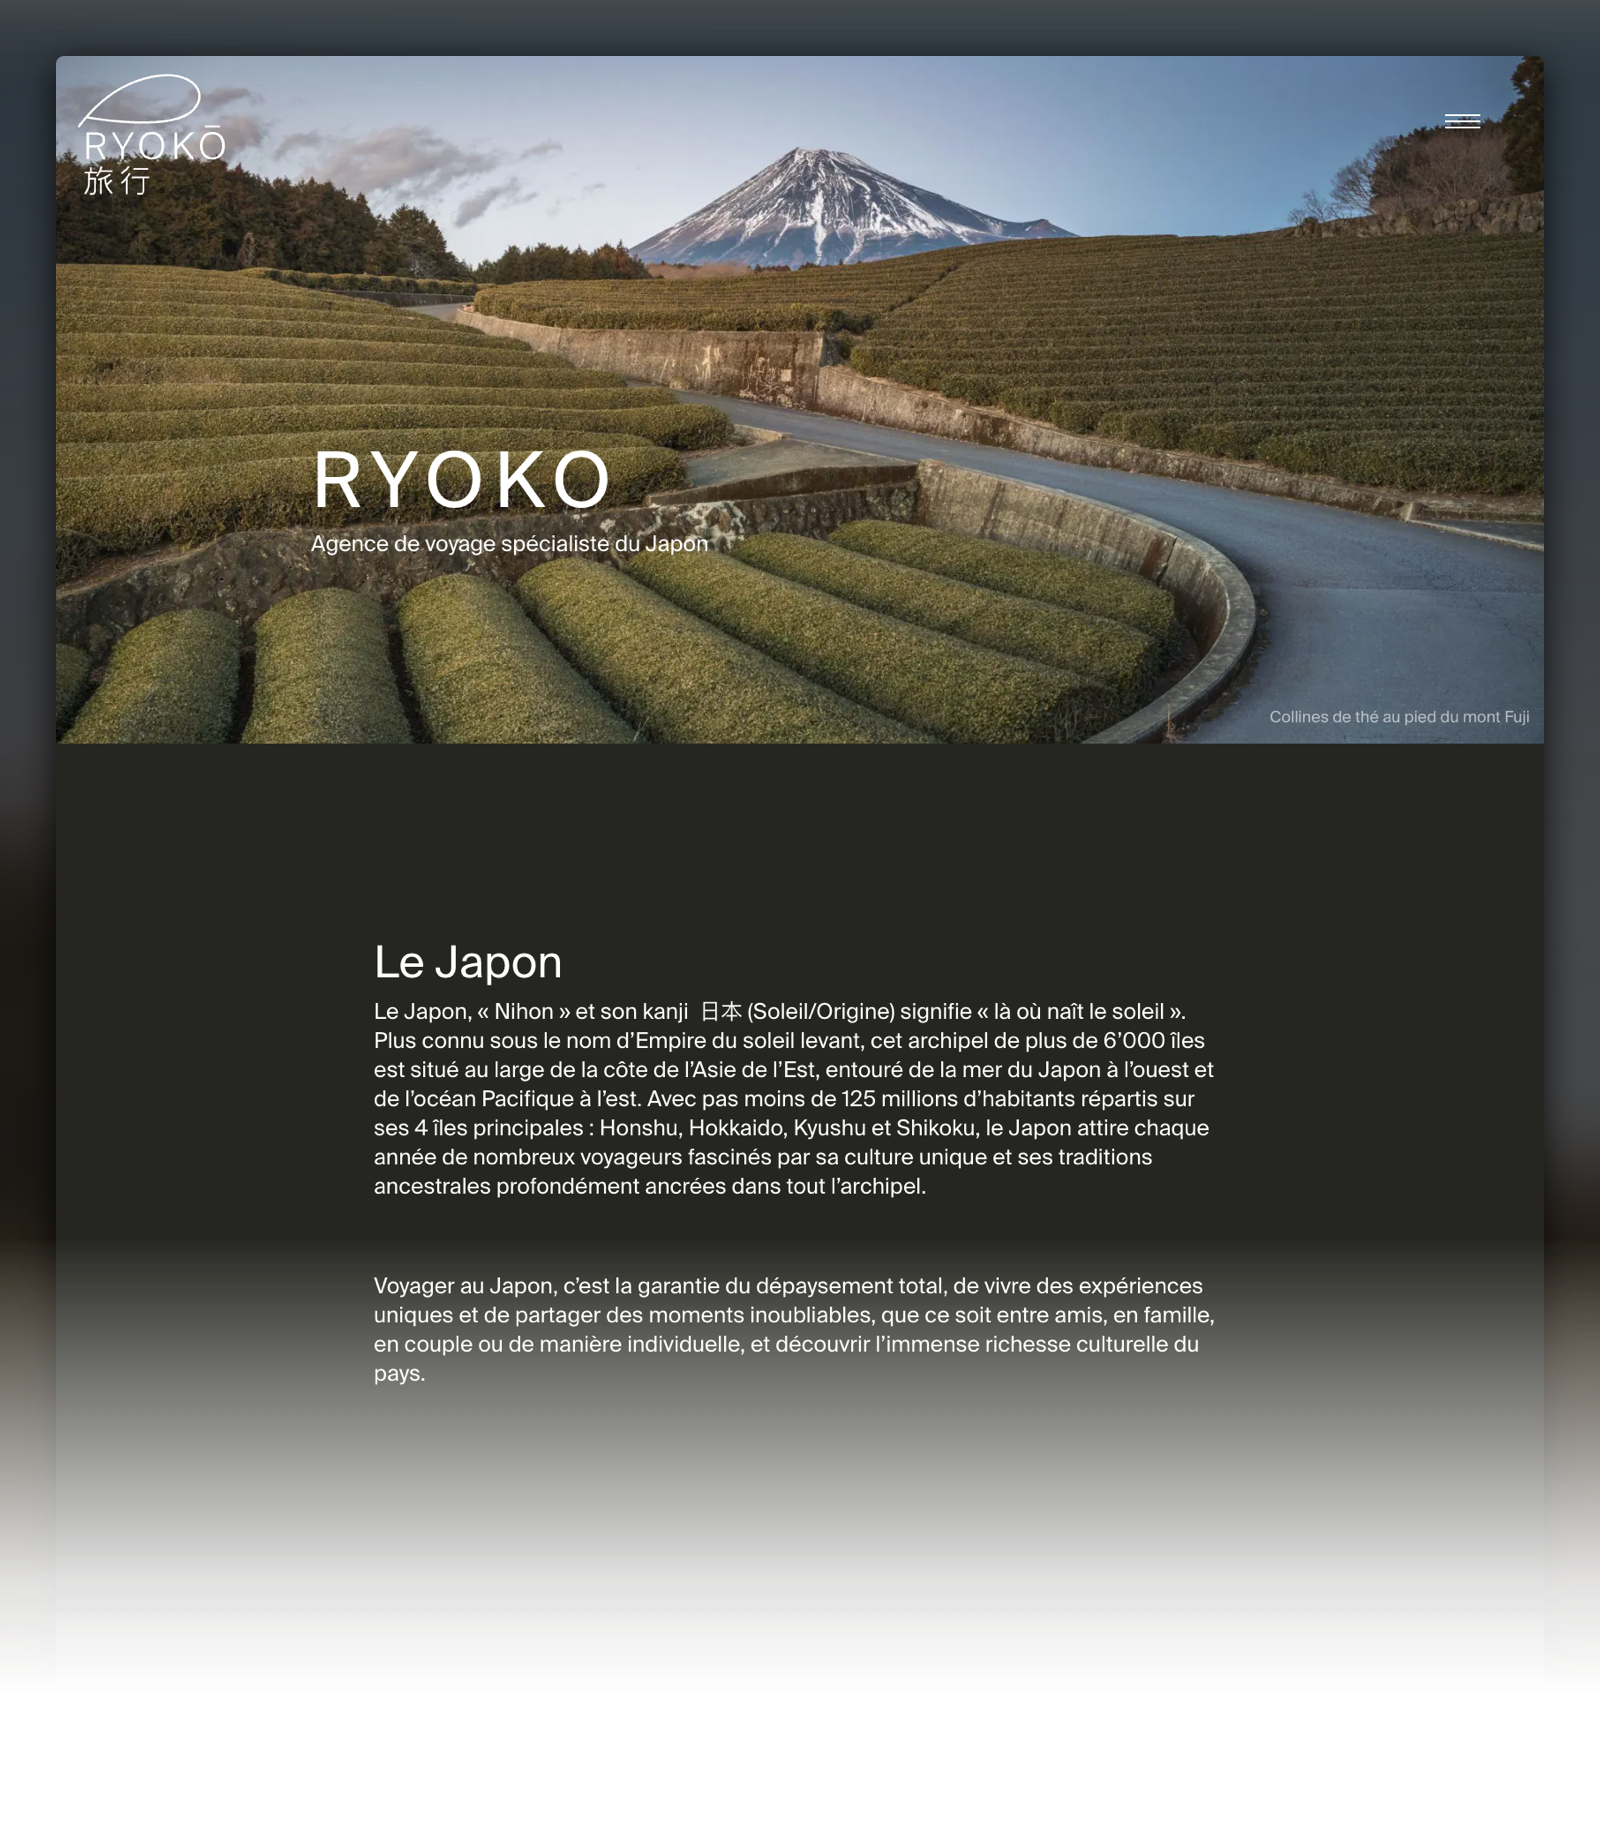 RYOKŌ
旅行
RYOKO
Agence de voyage spécialiste du Japon
Collines de thé au pied du mont Fuji
Le Japon
Le Japon, « Nihon » et son kanji 日本 (Soleil/Origine) signifie « là où naît le soleil ».
Plus connu sous le nom d’Empire du soleil levant, cet archipel de plus de 6’000 îles
est situé au large de la côte de l’Asie de l’Est, entouré de la mer du Japon à l’ouest et
de l’océan Pacifique à l’est. Avec pas moins de 125 millions d’habitants répartis sur
ses 4 îles principales : Honshu, Hokkaido, Kyushu et Shikoku, le Japon attire chaque
année de nombreux voyageurs fascinés par sa culture unique et ses traditions
ancestrales profondément ancrées dans tout l’archipel.
Voyager au Japon, c’est la garantie du dépaysement total, de vivre des expériences
uniques et de partager des moments inoubliables, que ce soit entre amis, en famille,
en couple ou de manière individuelle, et découvrir l’immense richesse culturelle du
pays.